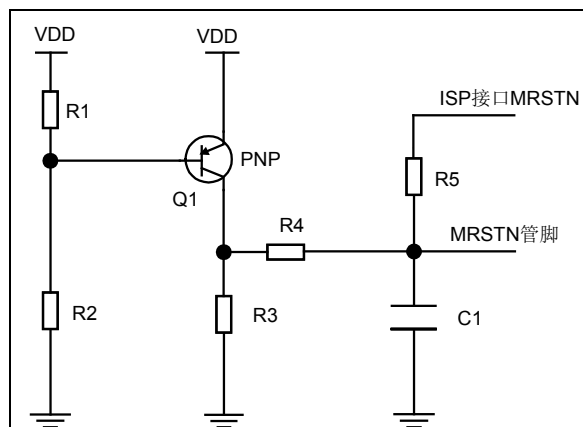 VDD
VDD
ISP接口MRSTN
R1
PNP
R5
Q1
R4
MRSTN管脚
R2
R3
C1